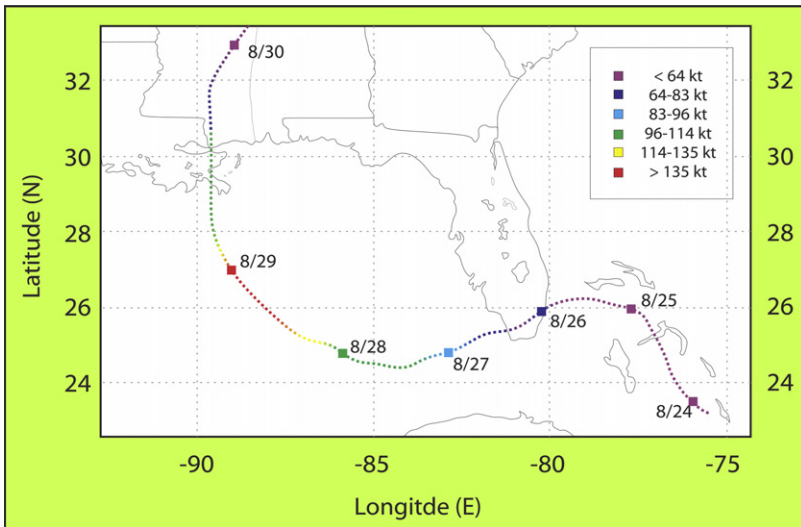 8/30
< 64 kt
64-83 kt
83-96 kt
96-114 kt
114-135 kt
> 135 kt
32
30
28
26
24
Latitude (N)
32
30
28
26
24
8/29
8/28
8/27
8/26
8/25
8/24
-90
-85
-80
-75
Longitde (E)